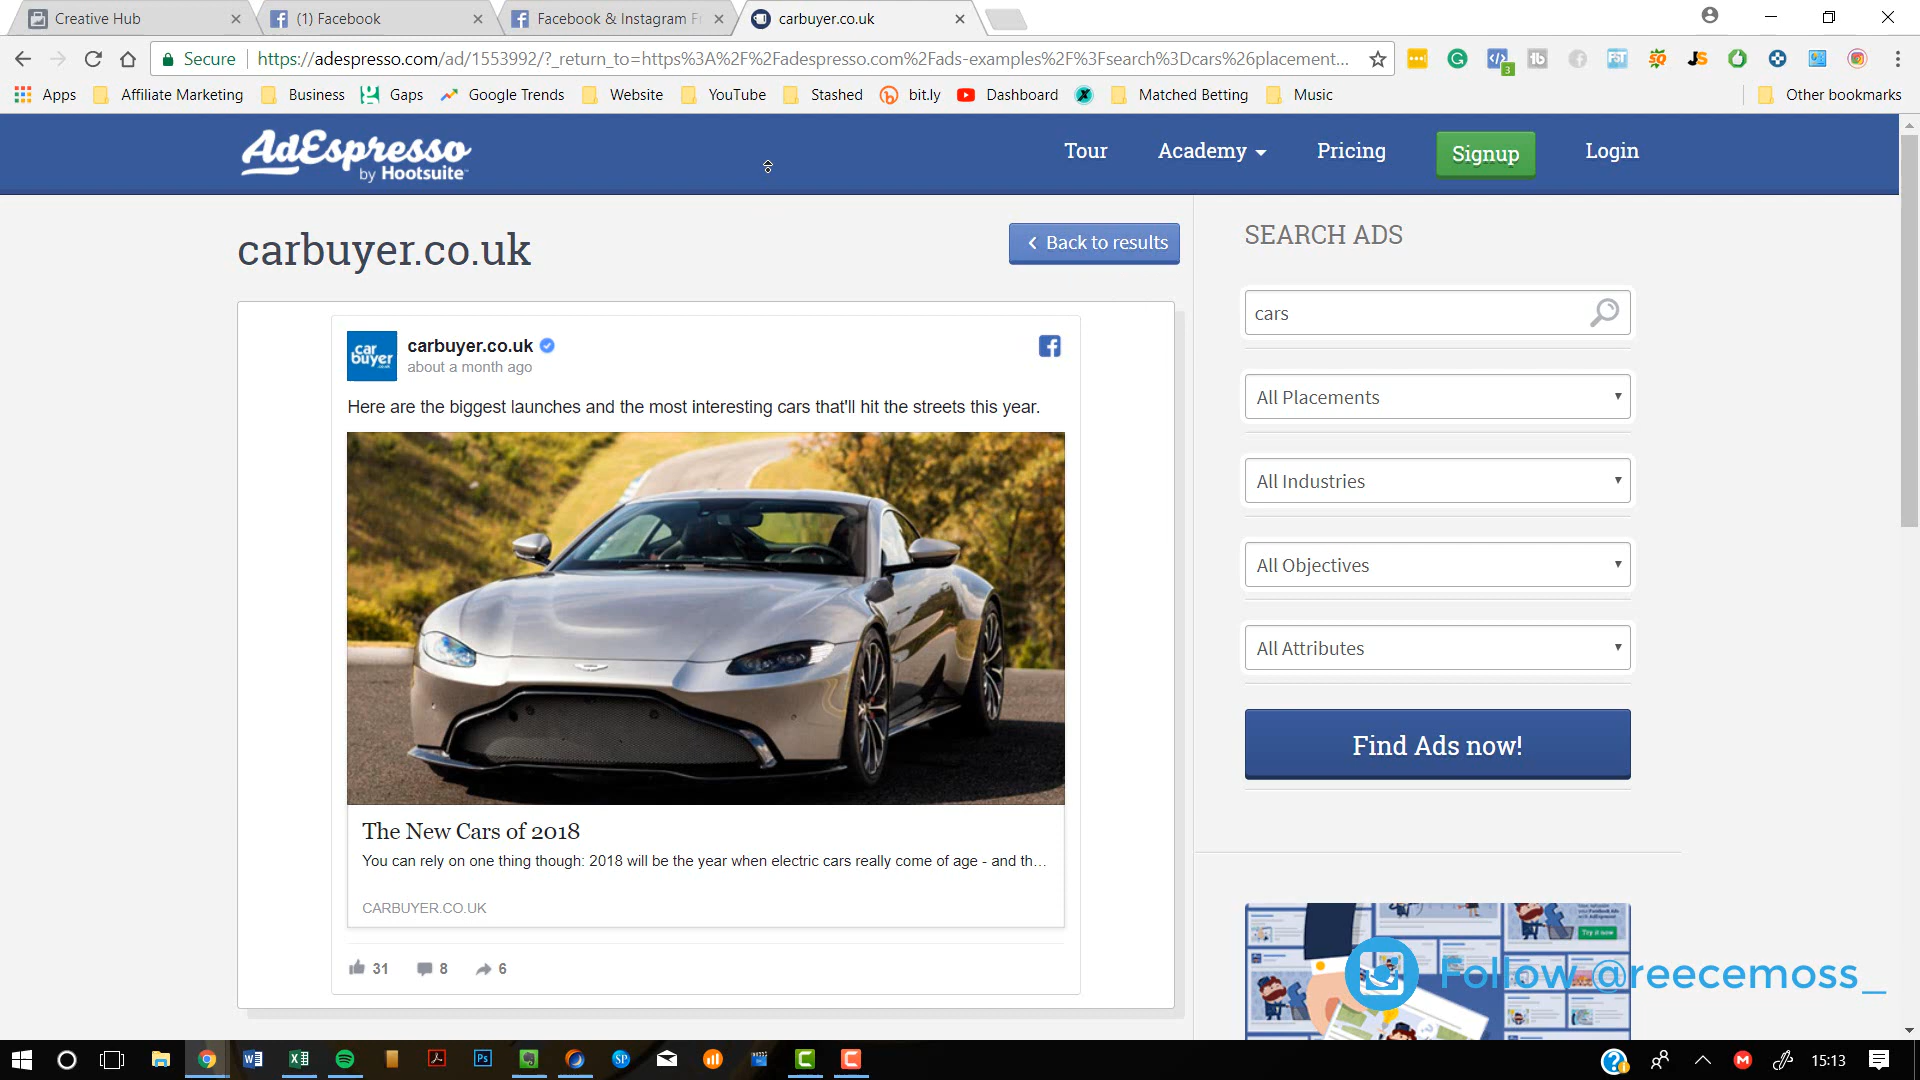 Creative Hub
(1) Facebook
Facebook & Instagram F
carbuyer.co.uk
Secure
https://adespresso.com/ad/1553992/?_return_to=https%3A%2F%2Fadespresso.com%2Fads-examples%2F%3Fsearch%3Dcars%26placement...
Apps
Affiliate Marketing
Business
Gaps
Google Trends
Website
YouTube
Stashed
bit.ly
Dashboard
Matched Betting
Music
Other bookmarks
AdEspresso
by Hootsuite
Tour
Academy
Pricing
Signup
Login
carbuyer.co.uk
Back to results
car
buyer
carbuyer.co.uk
about a month ago
Here are the biggest launches and the most interesting cars that'll hit the streets this year.
The New Cars of 2018
You can rely on one thing though: 2018 will be the year when electric cars really come of age - and th...
CARBUYER.CO.UK
31
8
6
SEARCH ADS
cars
All Placements
All Industries
All Objectives
All Attributes
Find Ads now!
Try it now
Follow @reecemoss_
15:13